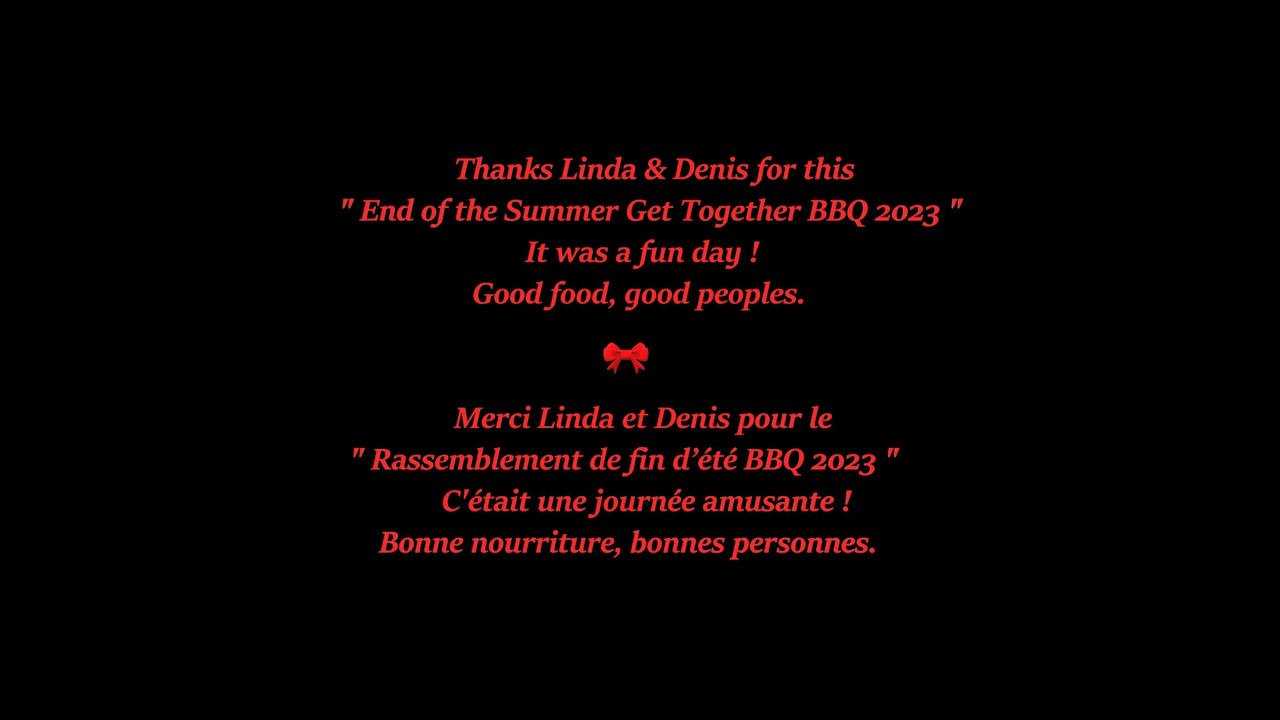 Thanks Linda & Denis for this
" End of the Summer Get Together BBQ 2023 "
It was a fun day !
Good food, good peoples.
Merci Linda et Denis pour le
" Rassemblement de fin d’été BBQ 2023 "
C'était une journée amusante !
Bonne nourriture, bonnes personnes.